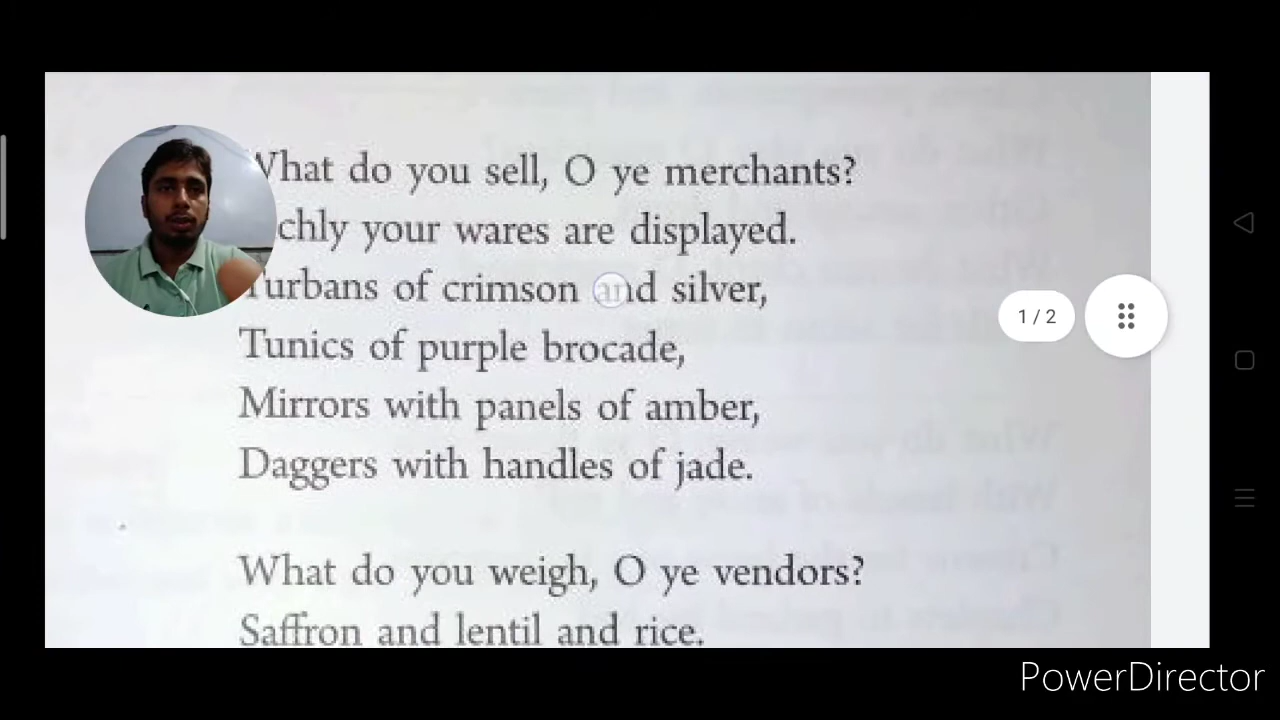 What do you sell, O ye merchants?
chly your wares are displayed.
Turbans of crimson and silver,
Tunics of purple brocade,
Mirrors with panels of amber,
Daggers with handles of jade.
What do you weigh, O ye vendors?
Saffron and lentil and rice.
1 / 2
PowerDirector